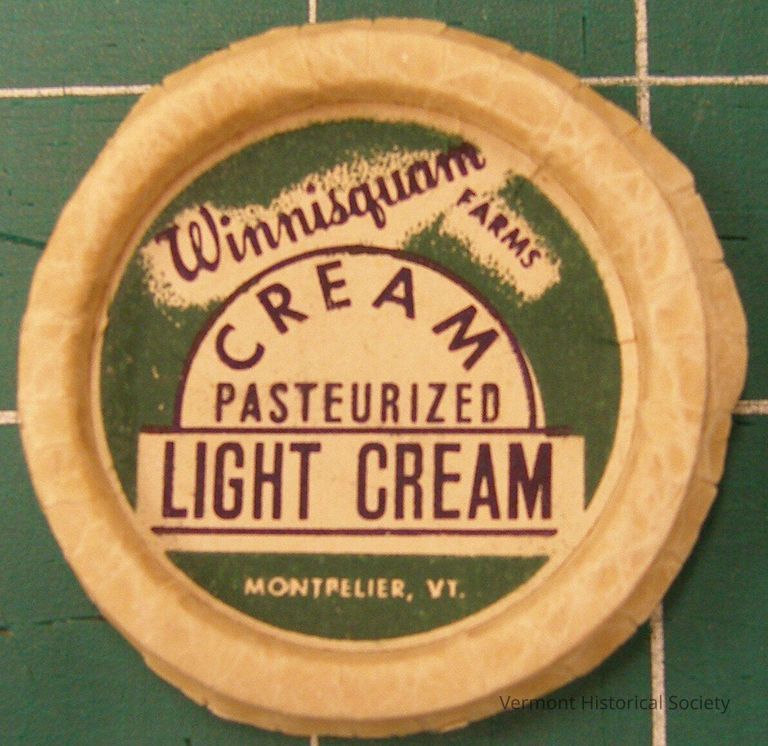 Winnisquam
FARMS
CREAM
PASTEURIZED
LIGHT CREAM
MONTPELIER, VT.
Vermont Historical Society